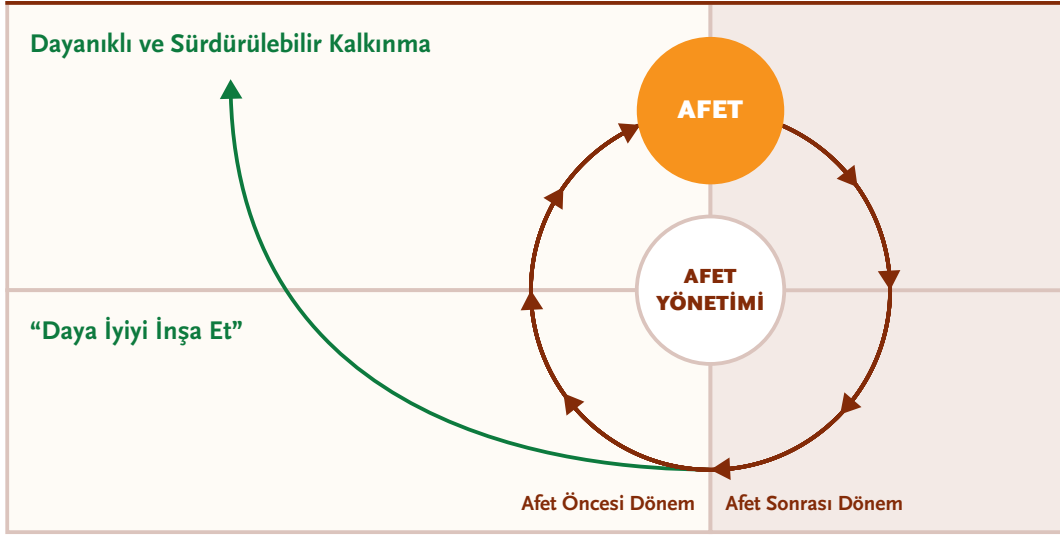 Dayanıklı ve Sürdürülebilir Kalkınma
AFET
AFET
YÖNETİMİ
“Daya İyiyi İnşa Et”
Afet Öncesi Dönem
Afet Sonrası Dönem